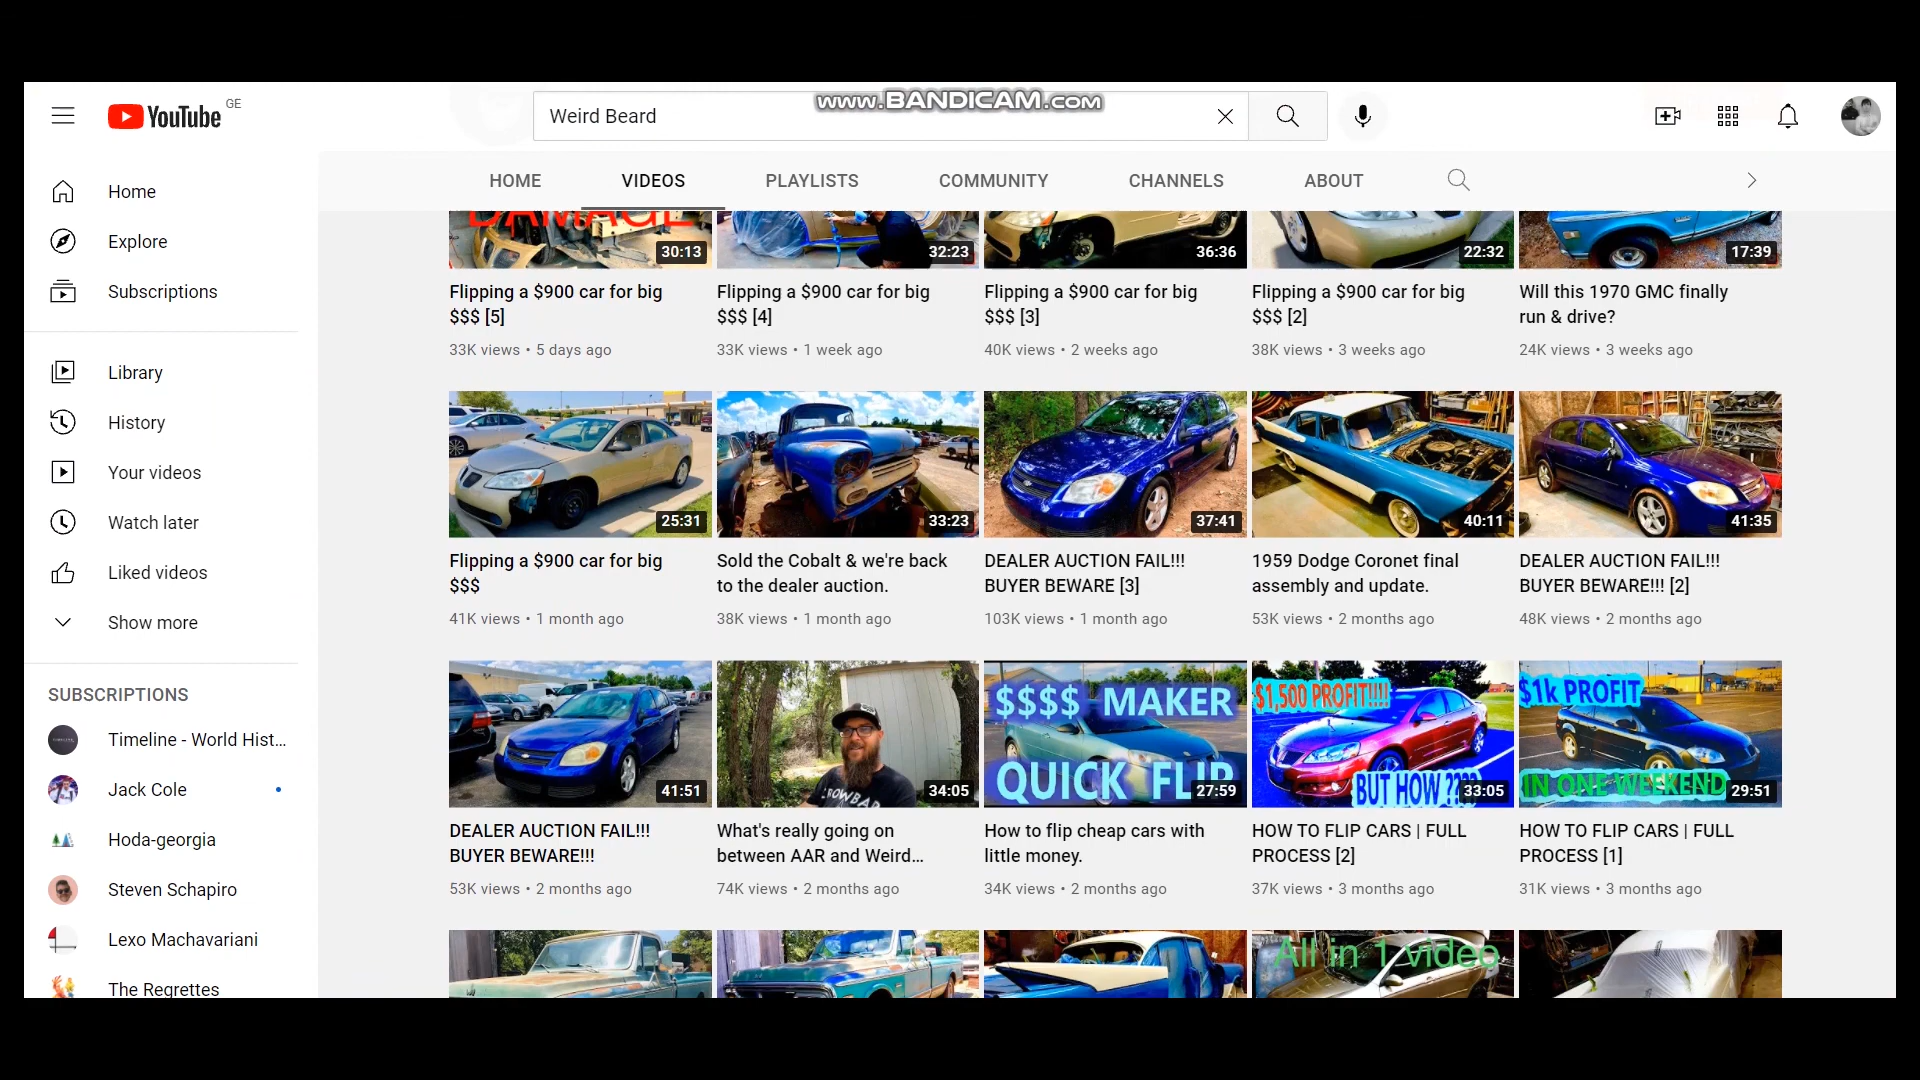 www.BANDICAM.com
YouTube GE
Weird Beard
HOME VIDEOS PLAYLISTS COMMUNITY CHANNELS ABOUT
Home
Explore
Subscriptions
Library
History
Your videos
Watch later
Liked videos
Show more
SUBSCRIPTIONS
Timeline - World Hist...
Jack Cole
Hoda-georgia
Steven Schapiro
Lexo Machavariani
The Regrettes
DAMAGE
30:13
32:23
36:36
22:32
17:39
Flipping a $900 car for big
$$$ [5]
33K views • 5 days ago
Flipping a $900 car for big
$$$ [4]
33K views • 1 week ago
Flipping a $900 car for big
$$$ [3]
40K views • 2 weeks ago
Flipping a $900 car for big
$$$ [2]
38K views • 3 weeks ago
Will this 1970 GMC finally
run & drive?
24K views • 3 weeks ago
25:31
33:23
37:41
40:11
41:35
Flipping a $900 car for big
$$$
41K views • 1 month ago
Sold the Cobalt & we're back
to the dealer auction.
38K views • 1 month ago
DEALER AUCTION FAIL!!!
BUYER BEWARE [3]
103K views • 1 month ago
1959 Dodge Coronet final
assembly and update.
53K views • 2 months ago
DEALER AUCTION FAIL!!!
BUYER BEWARE!!! [2]
48K views • 2 months ago
41:51
34:05
$$$$ MAKER
QUICK FLIP
27:59
$1,500 PROFIT!!!!
BUT HOW ????
33:05
$1k PROFIT
IN ONE WEEKEND
29:51
DEALER AUCTION FAIL!!!
BUYER BEWARE!!!
53K views • 2 months ago
What's really going on
between AAR and Weird...
74K views • 2 months ago
How to flip cheap cars with
little money.
34K views • 2 months ago
HOW TO FLIP CARS | FULL
PROCESS [2]
37K views • 3 months ago
HOW TO FLIP CARS | FULL
PROCESS [1]
31K views • 3 months ago
All in 1 video